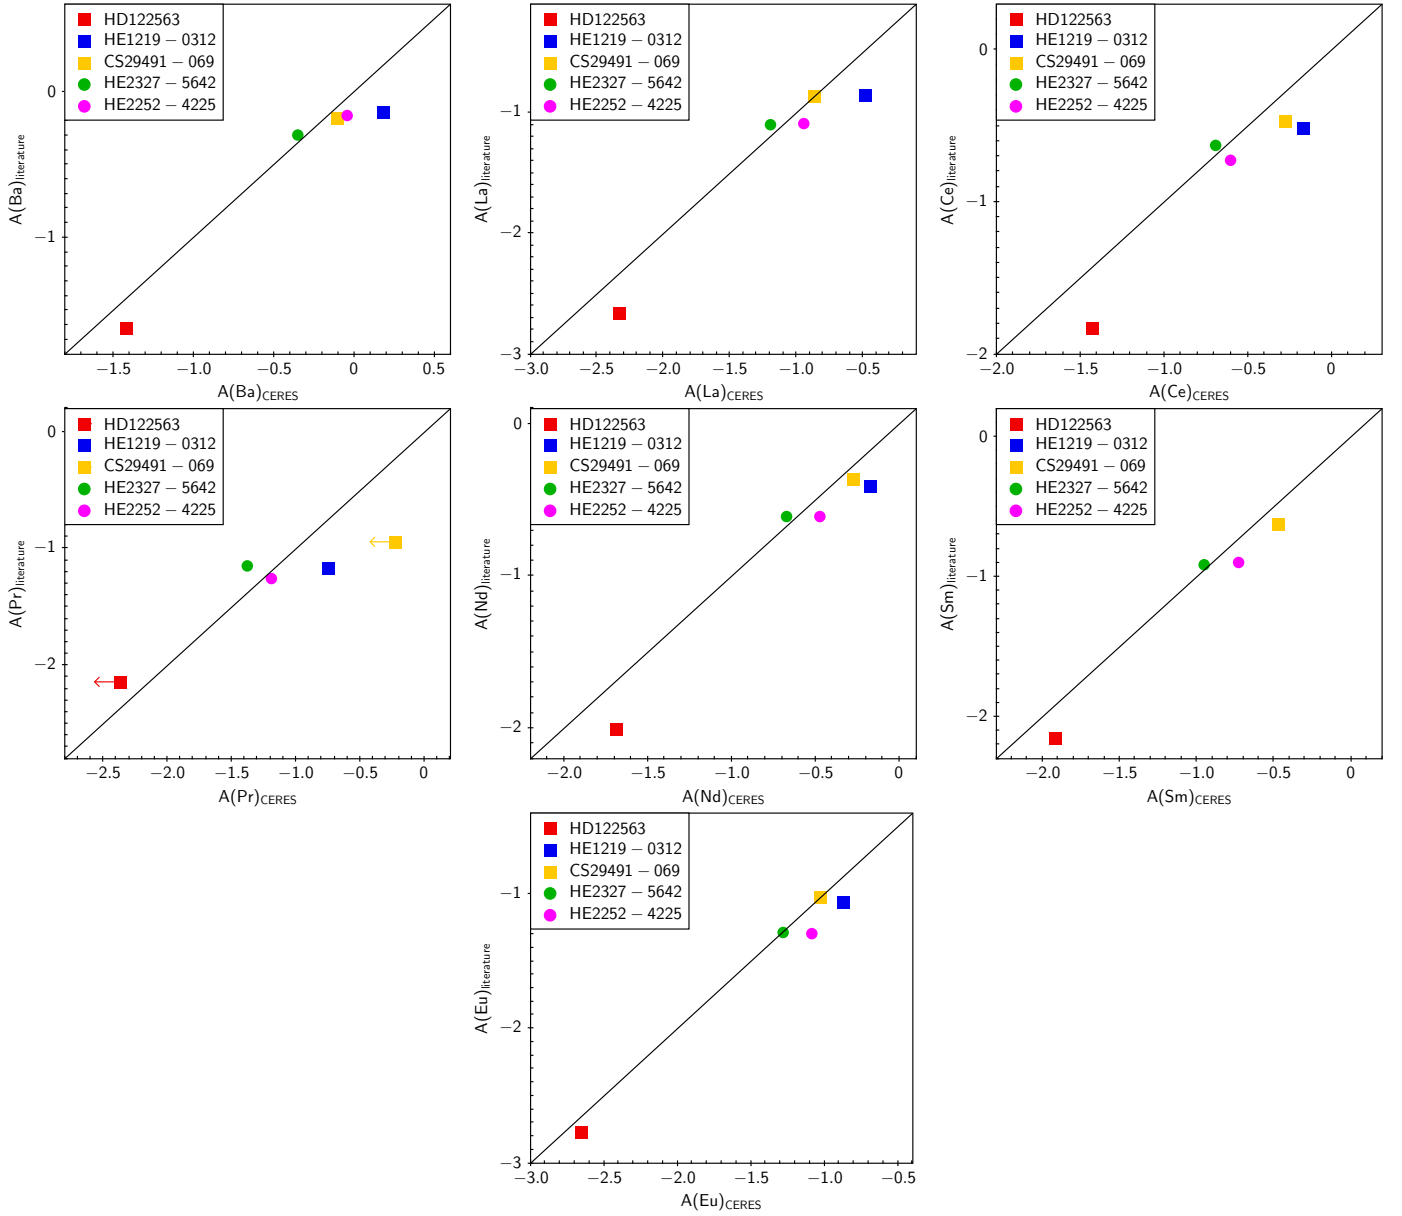 HD122563
HE1219 − 0312
CS29491 − 069
HE2327 − 5642
HE2252 − 4225
0
−1
A(Ba)literature
−1.5
−1.0
−0.5
0
0.5
A(Ba)CERES
HD122563
HE1219 − 0312
CS29491 − 069
HE2327 − 5642
HE2252 − 4225
−1
−2
−3
A(La)literature
−3.0
−2.5
−2.0
−1.5
−1.0
−0.5
A(La)CERES
HD122563
HE1219 − 0312
CS29491 − 069
HE2327 − 5642
HE2252 − 4225
0
−1
−2
A(Ce)literature
−2.0
−1.5
−1.0
−0.5
0
A(Ce)CERES
HD122563
HE1219 − 0312
CS29491 − 069
HE2327 − 5642
HE2252 − 4225
0
−1
−2
A(Pr)literature
−2.5
−2.0
−1.5
−1.0
−0.5
0
A(Pr)CERES
HD122563
HE1219 − 0312
CS29491 − 069
HE2327 − 5642
HE2252 − 4225
0
−1
−2
A(Nd)literature
−2.0
−1.5
−1.0
−0.5
0
A(Nd)CERES
HD122563
HE1219 − 0312
CS29491 − 069
HE2327 − 5642
HE2252 − 4225
0
−1
−2
A(Sm)literature
−2.0
−1.5
−1.0
−0.5
0
A(Sm)CERES
HD122563
HE1219 − 0312
CS29491 − 069
HE2327 − 5642
HE2252 − 4225
−1
−2
−3
A(Eu)literature
−3.0
−2.5
−2.0
−1.5
−1.0
−0.5
A(Eu)CERES